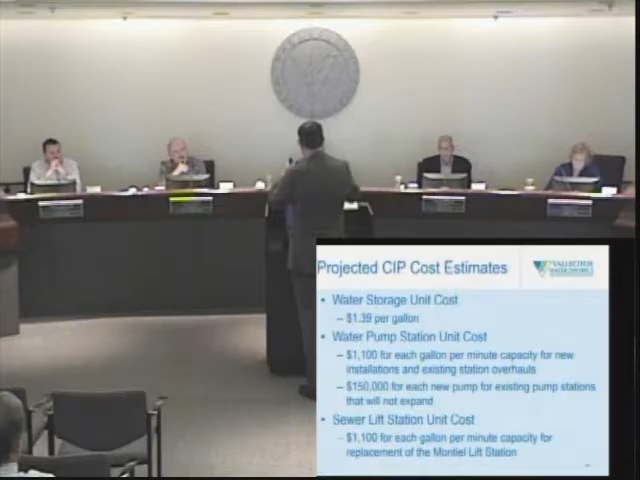 Projected CIP Cost Estimates
VALLECITOS
WATER DISTRICT
• Water Storage Unit Cost
– $1.39 per gallon
• Water Pump Station Unit Cost
– $1,100 for each gallon per minute capacity for new
installations and existing station overhauls
– $150,000 for each new pump for existing pump stations
that will not expand
• Sewer Lift Station Unit Cost
– $1,100 for each gallon per minute capacity for
replacement of the Montiel Lift Station